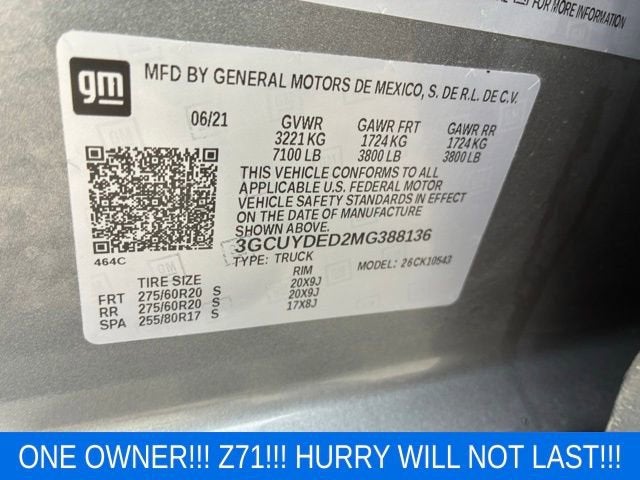 FOR MORE INFORMATION
gm
MFD BY GENERAL MOTORS DE MEXICO, S. DE R.L. DE C.V.
06/21 GVWR GAWR FRT GAWR RR
3221 KG 1724 KG 1724 KG
7100 LB 3800 LB 3800 LB
THIS VEHICLE CONFORMS TO ALL
APPLICABLE U.S. FEDERAL MOTOR
VEHICLE SAFETY STANDARDS IN EFFECT
ON THE DATE OF MANUFACTURE
SHOWN ABOVE.
3GCUYDED2MG388136
464C
TYPE: TRUCK MODEL: 26CK10543
TIRE SIZE RIM
FRT 275/60R20 S 20X9J
RR 275/60R20 S 20X9J
SPA 255/80R17 S 17X8J
ONE OWNER!!! Z71!!! HURRY WILL NOT LAST!!!